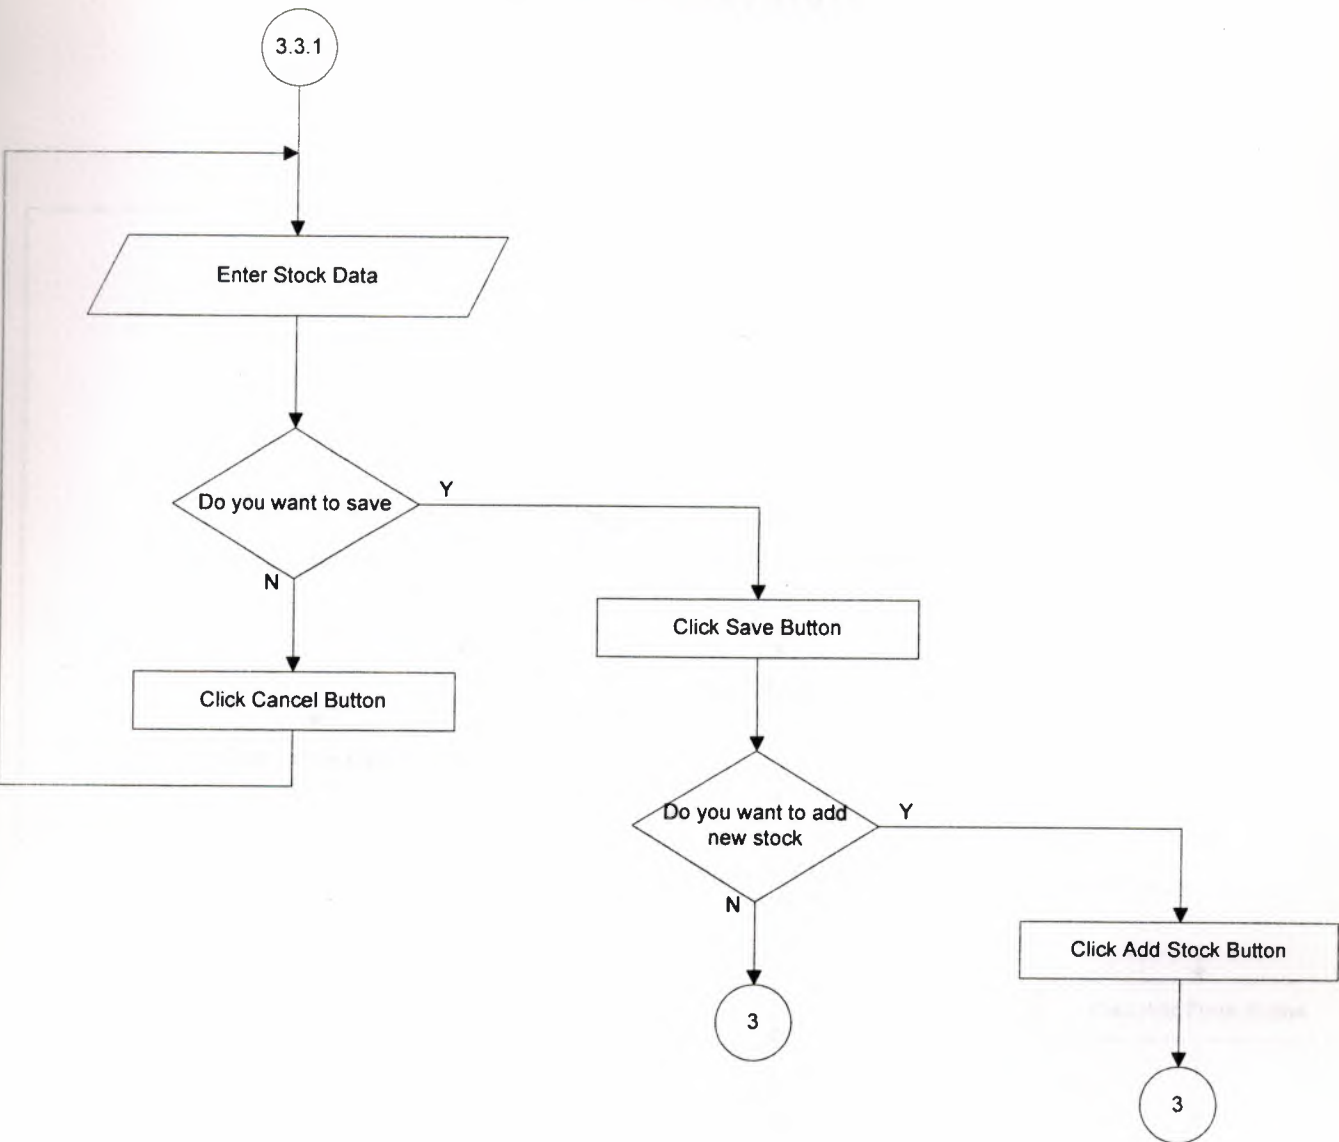 3.3.1
Enter Stock Data
Do you want to save
Y
N
Click Save Button
Click Cancel Button
Do you want to add
new stock
Y
N
Click Add Stock Button
3
3